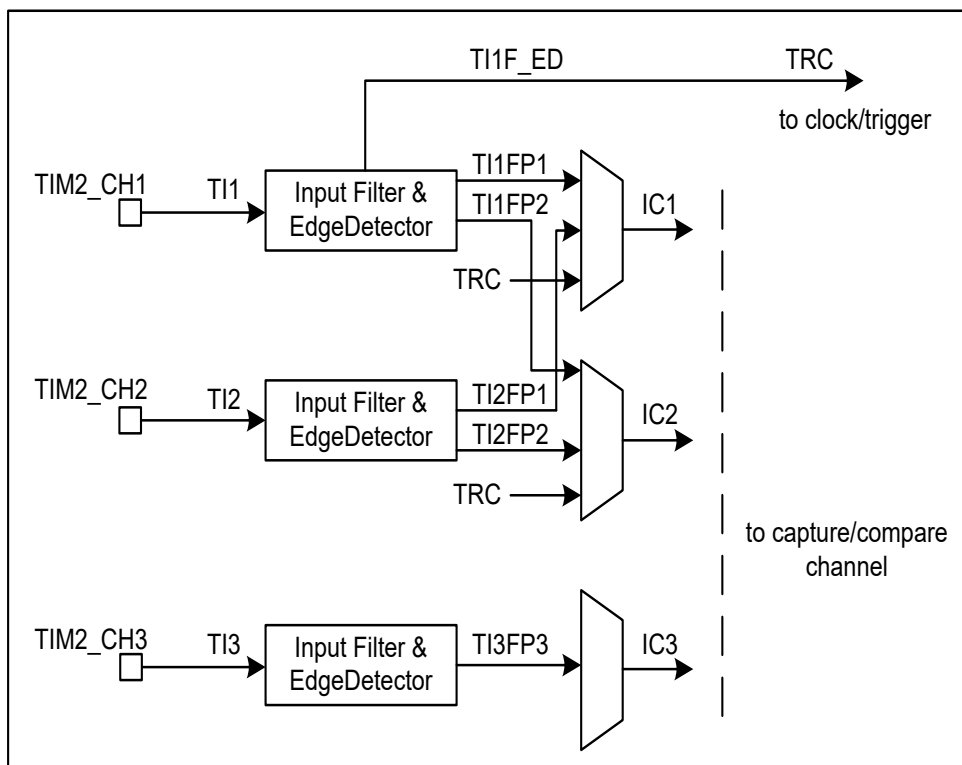 TI1F_ED
TRC
to clock/trigger
TIM2_CH1
TI1
Input Filter &
EdgeDetector
TI1FP1
TI1FP2
TRC
IC1
TIM2_CH2
TI2
Input Filter &
EdgeDetector
TI2FP1
TI2FP2
TRC
IC2
to capture/compare
channel
TIM2_CH3
TI3
Input Filter &
EdgeDetector
TI3FP3
IC3